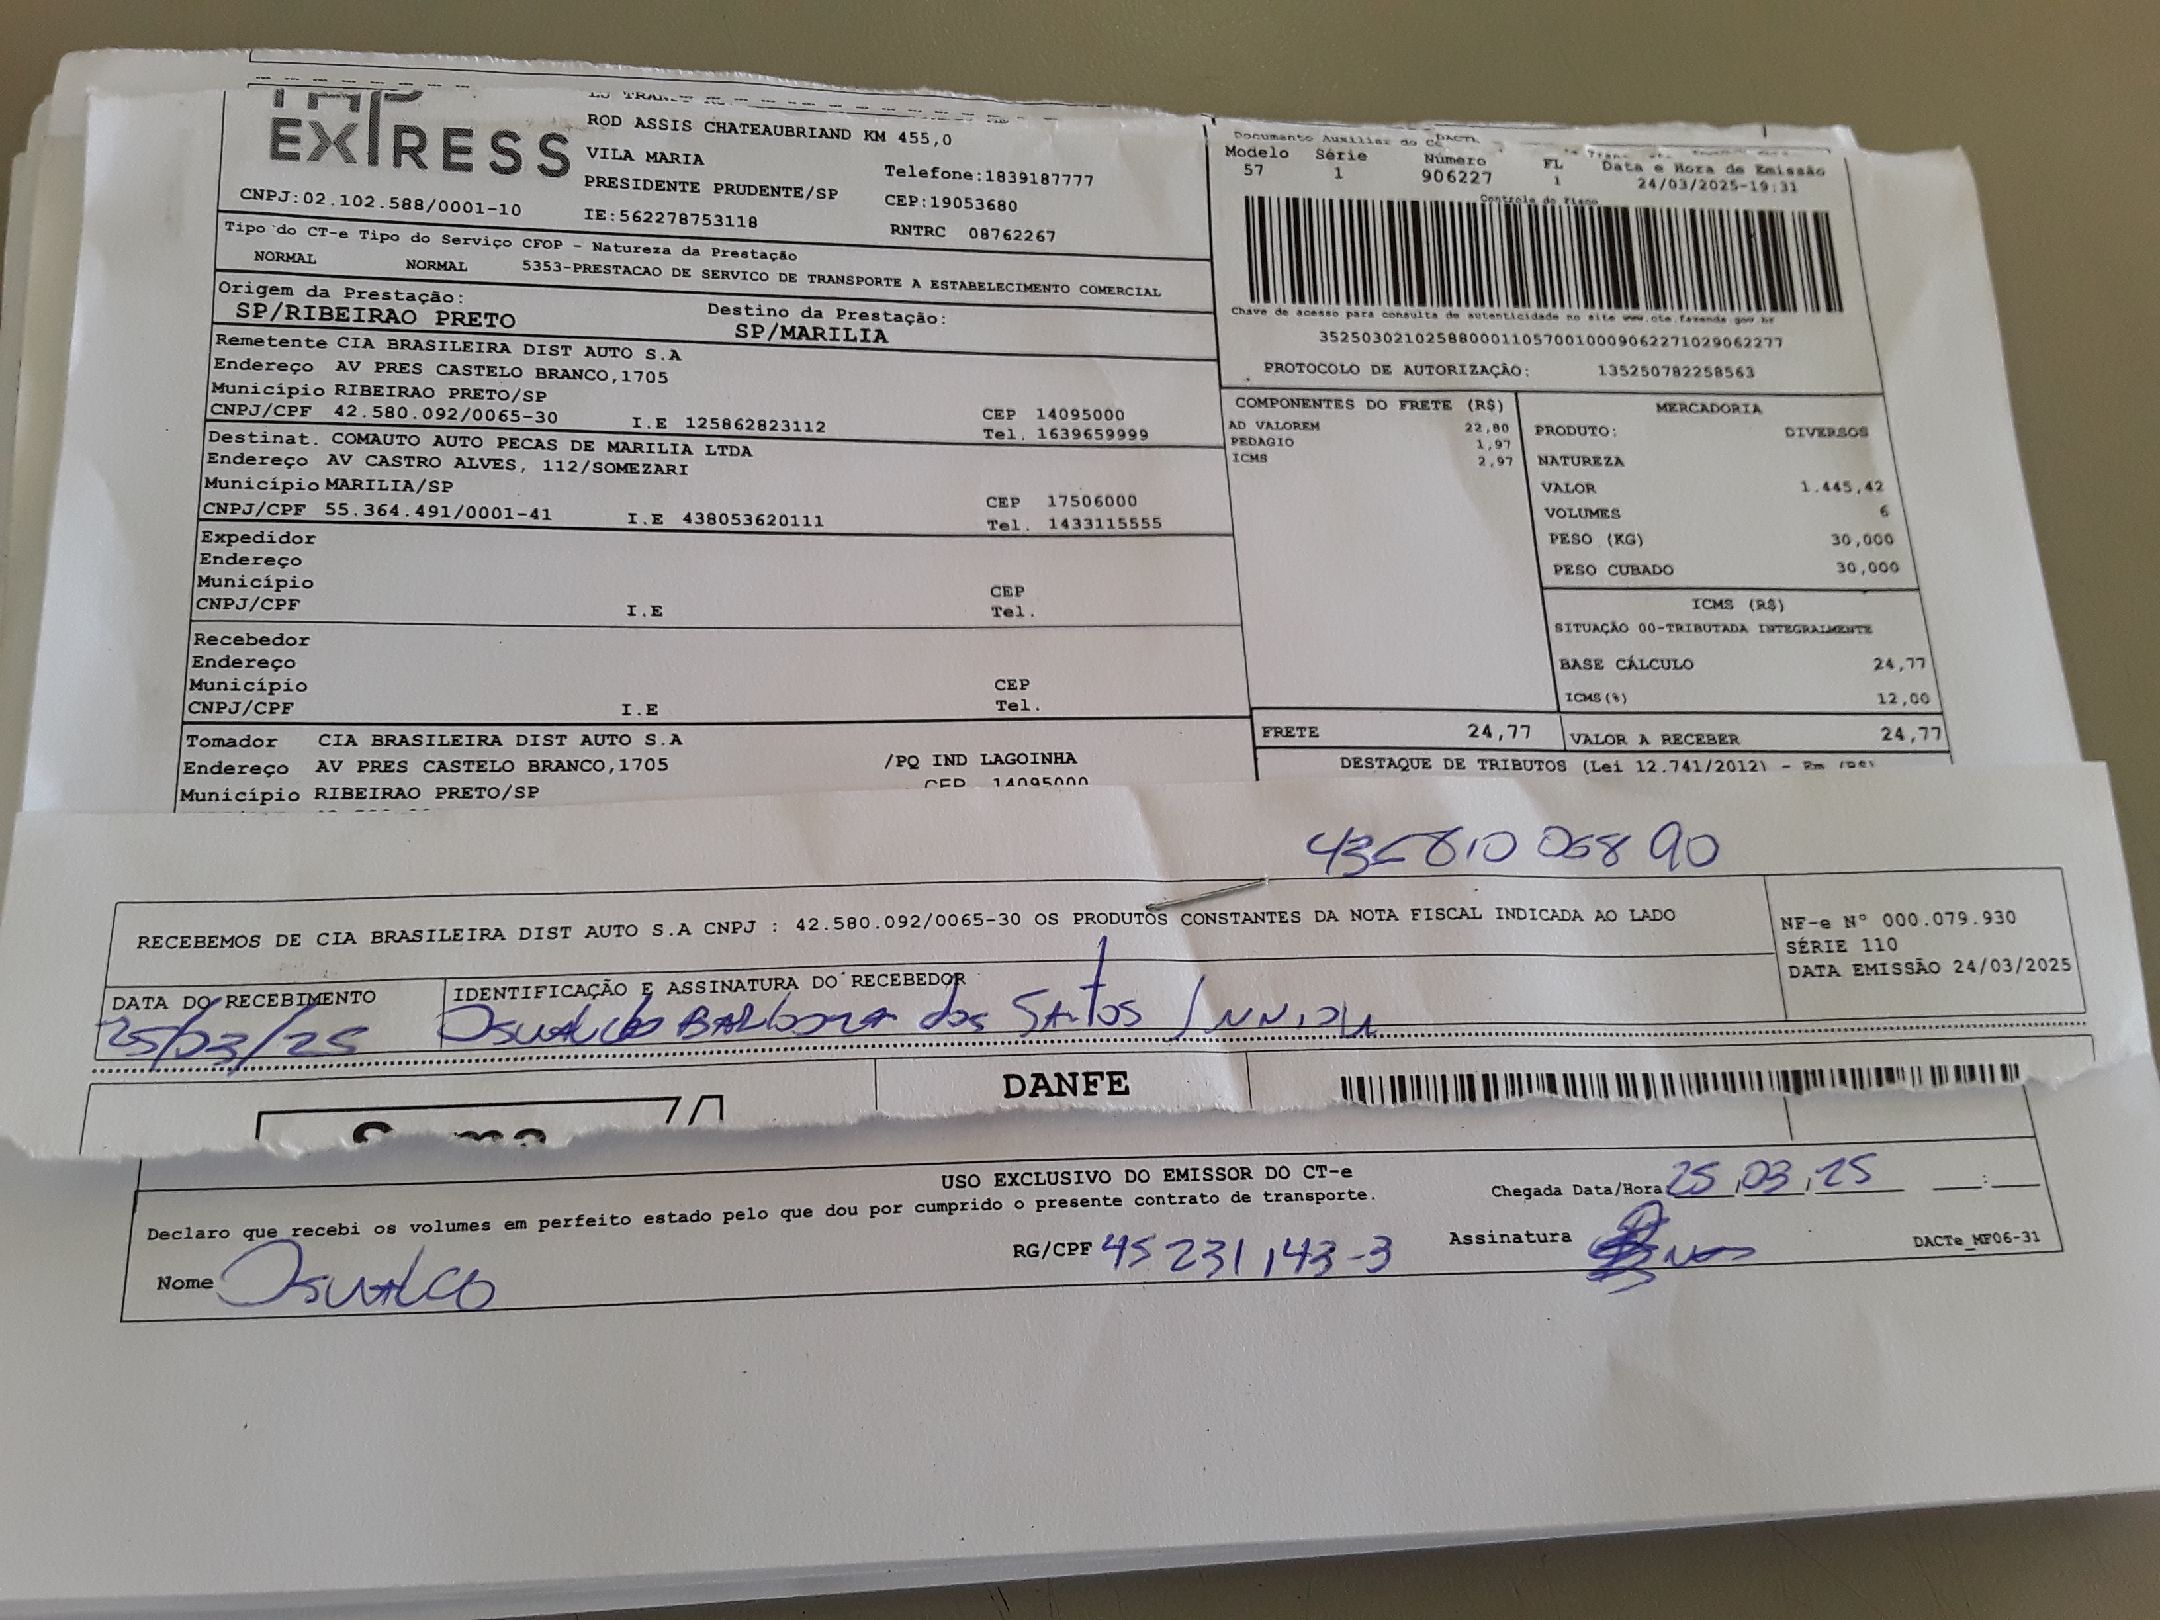 EXPRESS
ROD ASSIS CHATEAUBRIAND KM 455,0
VILA MARIA
Telefone:1839187777
PRESIDENTE PRUDENTE/SP
CEP:19053680
CNPJ:02.102.588/0001-10
IE:562278753118
RNTRC 08762267
Tipo do CT-e Tipo do Serviço CFOP - Natureza da Prestação
NORMAL NORMAL 5353-PRESTACAO DE SERVICO DE TRANSPORTE A ESTABELECIMENTO COMERCIAL
Origem da Prestação:
SP/RIBEIRAO PRETO
Destino da Prestação:
SP/MARILIA
Remetente CIA BRASILEIRA DIST AUTO S.A
Endereço AV PRES CASTELO BRANCO,1705
Município RIBEIRAO PRETO/SP
CEP 14095000
CNPJ/CPF 42.580.092/0065-30 I.E 125862823112 Tel. 1639659999
Destinat. COMAUTO AUTO PECAS DE MARILIA LTDA
Endereço AV CASTRO ALVES, 112/SOMEZARI
Município MARILIA/SP
CEP 17506000
CNPJ/CPF 55.364.491/0001-41 I.E 438053620111 Tel. 1433115555
Expedidor
Endereço
Município CEP
CNPJ/CPF I.E Tel.
Recebedor
Endereço
Município CEP
CNPJ/CPF I.E Tel.
Tomador CIA BRASILEIRA DIST AUTO S.A
Endereço AV PRES CASTELO BRANCO,1705 /PQ IND LAGOINHA
Município RIBEIRAO PRETO/SP CEP 14095000
Documento Auxiliar do
Modelo Série Número FL Data e Hora de Emissão
57 1 906227 1 24/03/2025-19:31
Controle do Fisco
Chave de acesso para consulta de autenticidade no site www.cte.fazenda.gov.br
35250302102588000110570010009062271029062277
PROTOCOLO DE AUTORIZAÇÃO: 135250782258563
COMPONENTES DO FRETE (R$)
AD VALOREM 22,80
PEDAGIO 1,97
ICMS 2,97
MERCADORIA
PRODUTO: DIVERSOS
NATUREZA
VALOR 1.445,42
VOLUMES 6
PESO (KG) 30,000
PESO CUBADO 30,000
ICMS (R$)
SITUAÇÃO 00-TRIBUTADA INTEGRALMENTE
BASE CÁLCULO 24,77
ICMS(%) 12,00
FRETE 24,77 VALOR A RECEBER 24,77
DESTAQUE DE TRIBUTOS (Lei 12.741/2012) -
RECEBEMOS DE CIA BRASILEIRA DIST AUTO S.A CNPJ : 42.580.092/0065-30 OS PRODUTOS CONSTANTES DA NOTA FISCAL INDICADA AO LADO
NF-e N° 000.079.930
SÉRIE 110
DATA EMISSÃO 24/03/2025
DATA DO RECEBIMENTO
25/03/25
IDENTIFICAÇÃO E ASSINATURA DO RECEBEDOR
Osvaldo Barbosa dos Santos
DANFE
USO EXCLUSIVO DO EMISSOR DO CT-e
Declaro que recebi os volumes em perfeito estado pelo que dou por cumprido o presente contrato de transporte.
Chegada Data/Hora 25,03,25 :
Nome Osvaldo
RG/CPF 45 231,143-3
Assinatura
DACTe_MF06-31